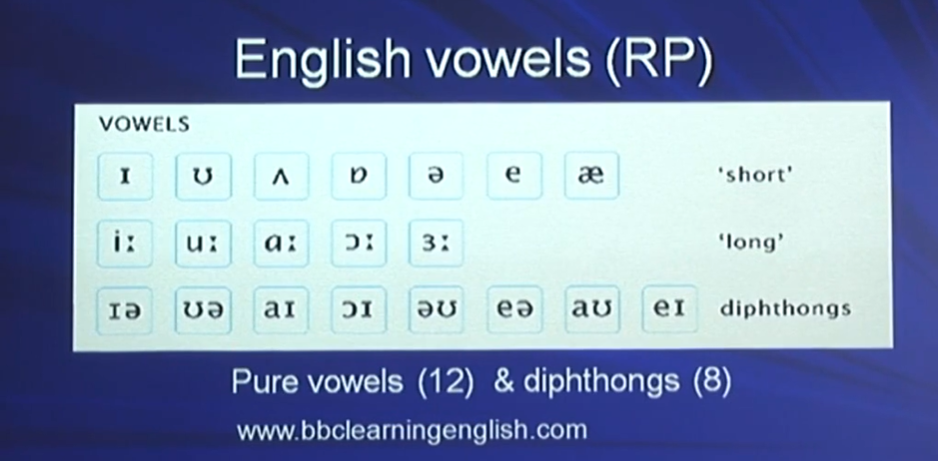 English vowels (RP)
VOWELS
ɪ ʊ ʌ ɒ ə e æ 'short'
iː uː ɑː ɔː ɜː 'long'
ɪə ʊə aɪ ɔɪ əʊ eə aʊ eɪ diphthongs
Pure vowels (12) & diphthongs (8)
www.bbclearningenglish.com